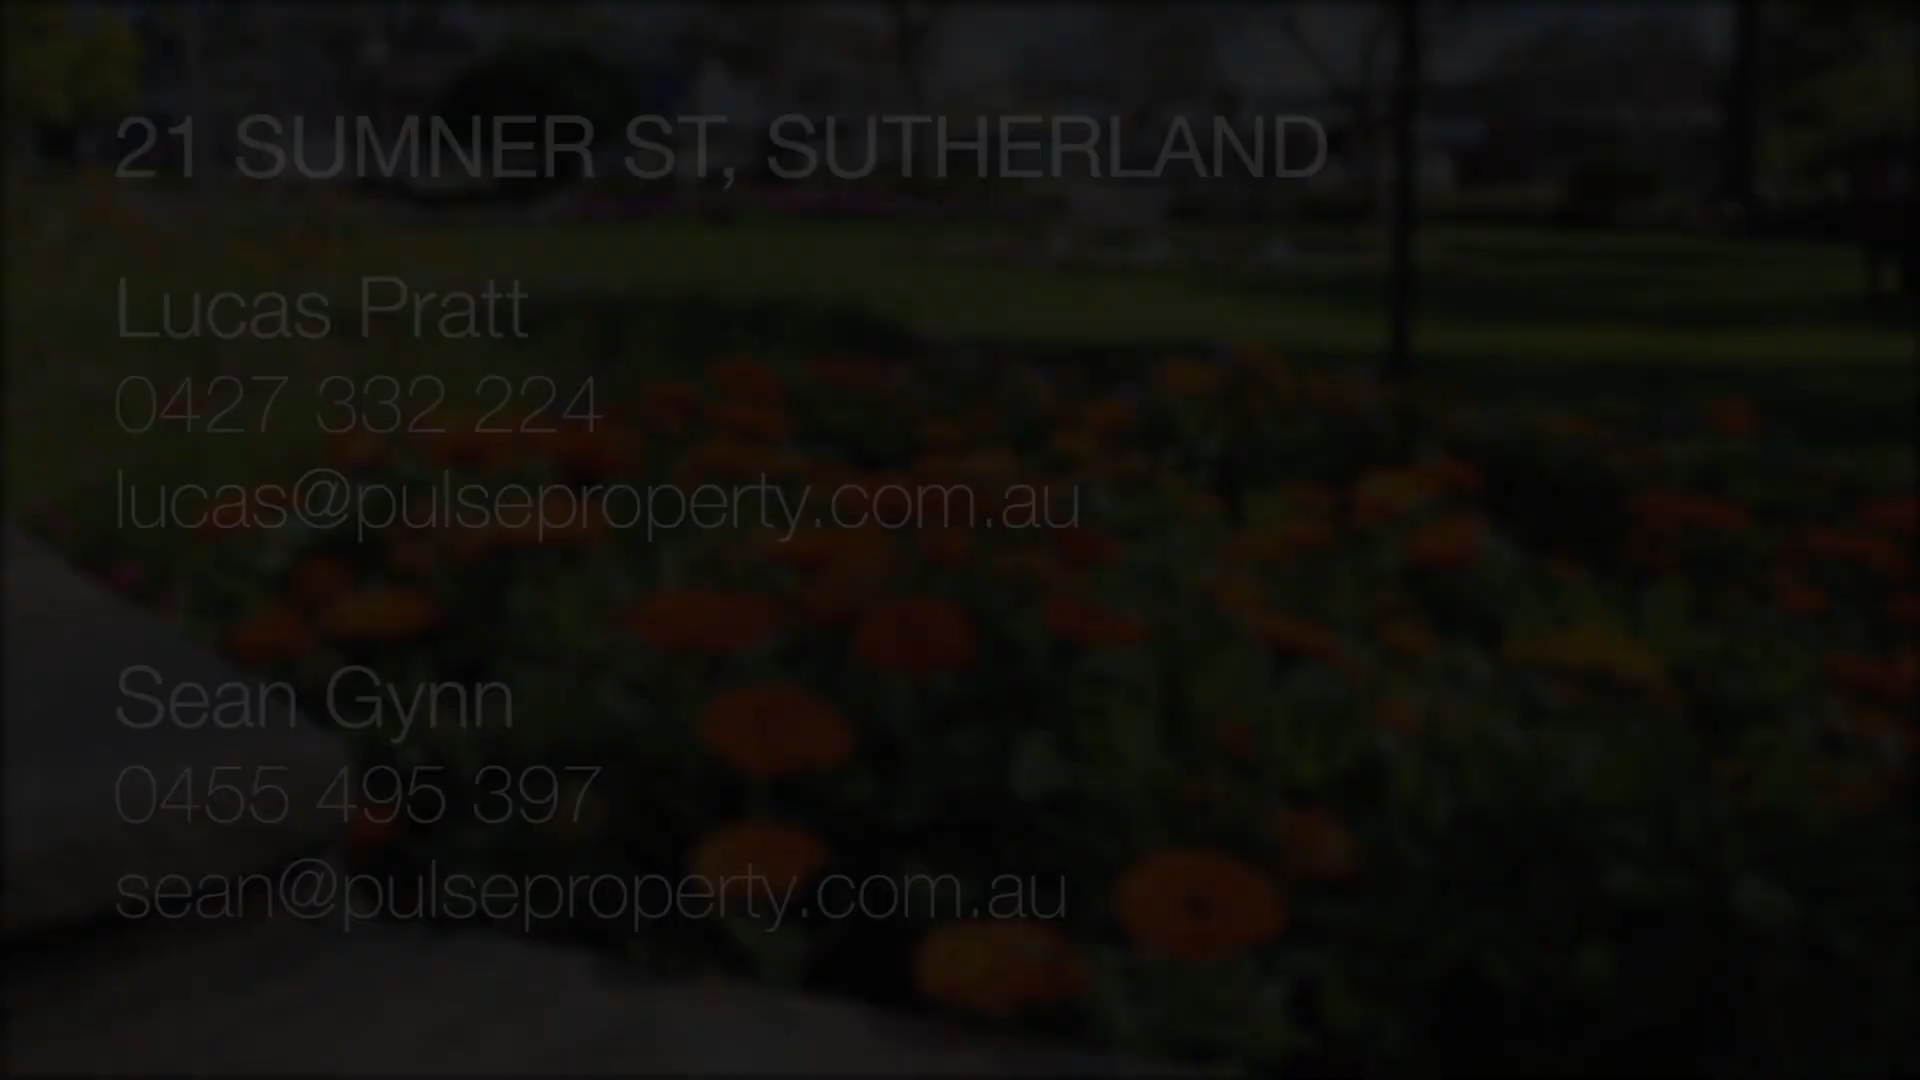 21 SUMNER ST, SUTHERLAND
Lucas Pratt
0427 332 224
lucas@pulseproperty.com.au
Sean Gynn
0455 495 397
sean@pulseproperty.com.au